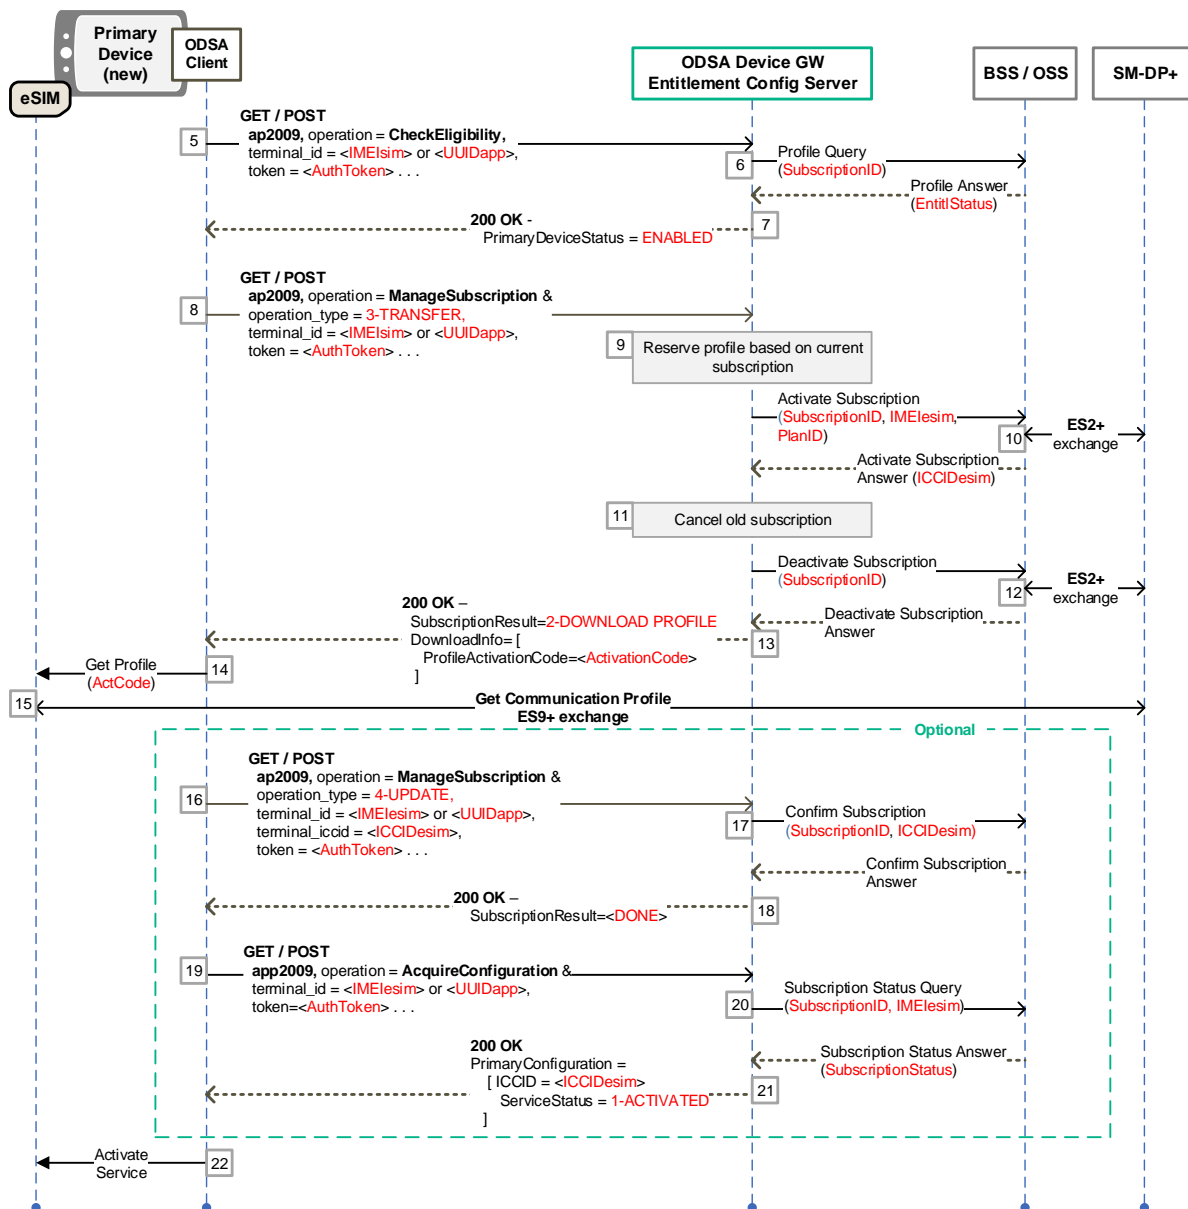 Primary
Device
(new)
ODSA
Client
ODSA Device GW
Entitlement Config Server
BSS / OSS
SM-DP+
eSIM
GET / POST
ap2009, operation = CheckEligibility,
terminal_id = <IMEIsim> or <UUIDapp>,
token = <AuthToken> . . .
5
6
Profile Query
(SubscriptionID)
Profile Answer
(EntitlStatus)
200 OK -
PrimaryDeviceStatus = ENABLED
7
GET / POST
ap2009, operation = ManageSubscription &
operation_type = 3-TRANSFER,
terminal_id = <IMEIsim> or <UUIDapp>,
token = <AuthToken> . . .
8
9
Reserve profile based on current
subscription
Activate Subscription
(SubscriptionID, IMEIesim,
PlanID)
10
ES2+
exchange
Activate Subscription
Answer (ICCIDesim)
11
Cancel old subscription
Deactivate Subscription
(SubscriptionID)
12
ES2+
exchange
Deactivate Subscription
Answer
200 OK –
SubscriptionResult=2-DOWNLOAD PROFILE
DownloadInfo= [
ProfileActivationCode=<ActivationCode>
]
13
Get Profile
(ActCode)
14
15
Get Communication Profile
ES9+ exchange
Optional
GET / POST
ap2009, operation = ManageSubscription &
operation_type = 4-UPDATE,
terminal_id = <IMEIesim> or <UUIDapp>,
terminal_iccid = <ICCIDesim>,
token = <AuthToken> . . .
16
17
Confirm Subscription
(SubscriptionID, ICCIDesim)
Confirm Subscription
Answer
200 OK –
SubscriptionResult=<DONE>
18
GET / POST
app2009, operation = AcquireConfiguration &
terminal_id = <IMEIesim> or <UUIDapp>,
token=<AuthToken> . . .
19
20
Subscription Status Query
(SubscriptionID, IMEIesim)
Subscription Status Answer
(SubscriptionStatus)
200 OK
PrimaryConfiguration =
[ ICCID = <ICCIDesim>
ServiceStatus = 1-ACTIVATED
]
21
Activate
Service
22